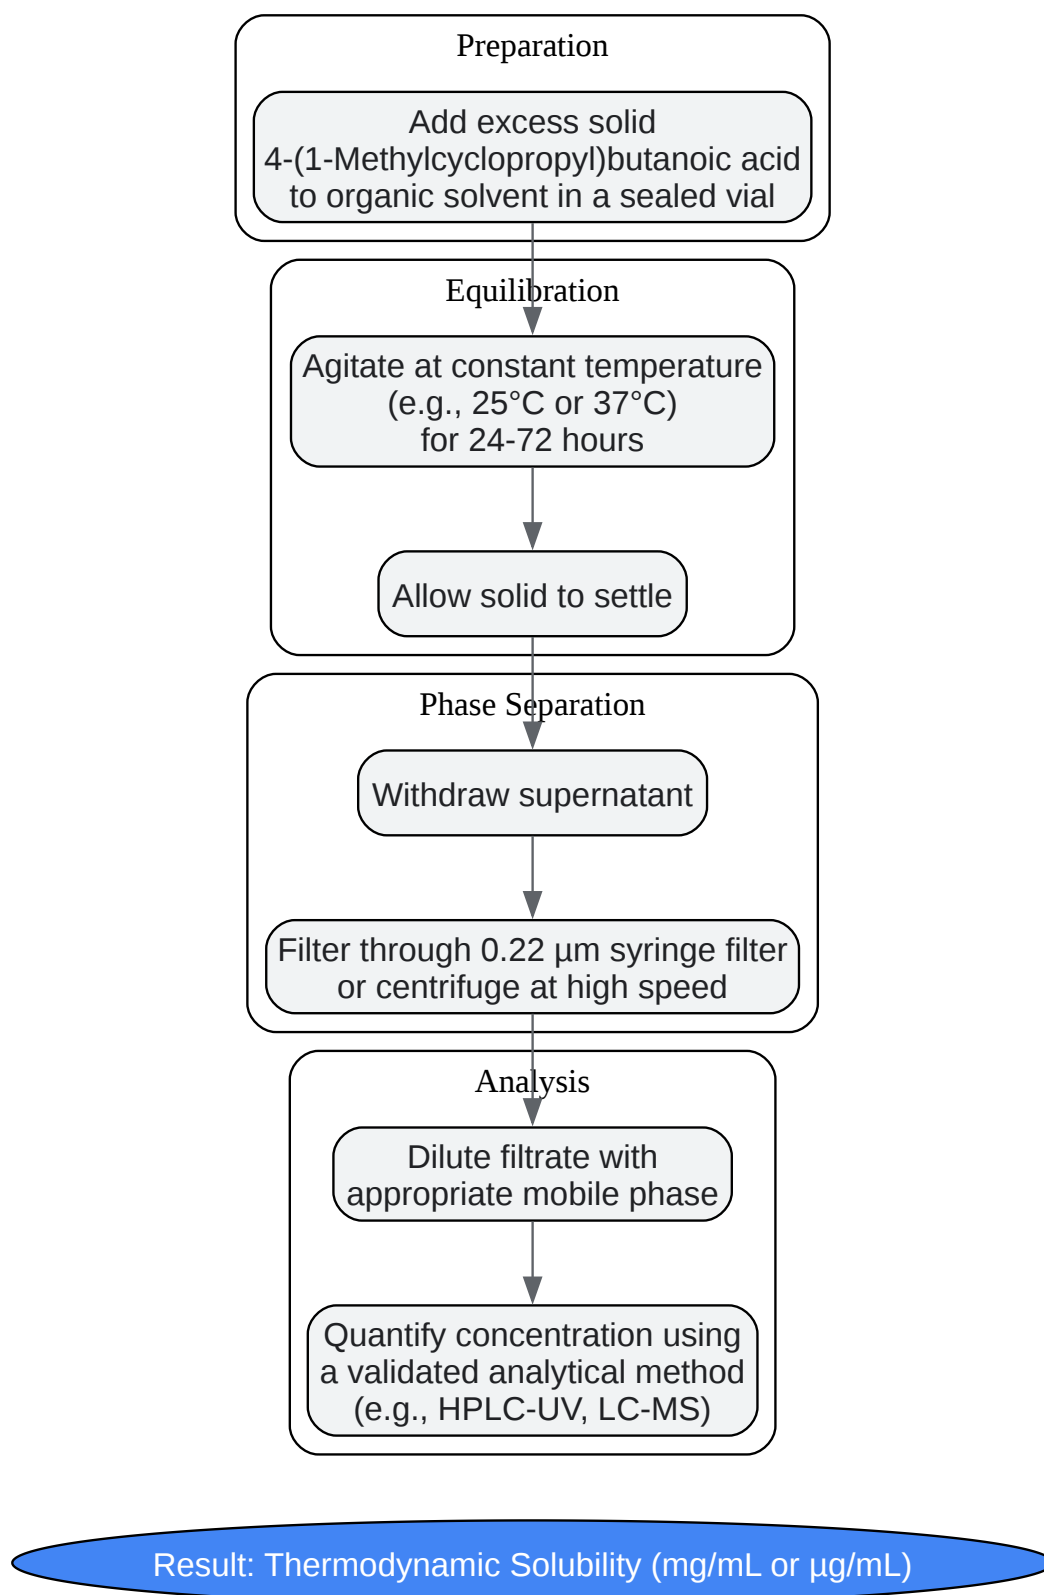 Preparation
Add excess solid
4-(1-Methylcyclopropyl)butanoic acid
to organic solvent in a sealed vial
Equilibration
Agitate at constant temperature
(e.g., 25°C or 37°C)
for 24-72 hours
Allow solid to settle
Phase Separation
Withdraw supernatant
Filter through 0.22 µm syringe filter
or centrifuge at high speed
Analysis
Dilute filtrate with
appropriate mobile phase
Quantify concentration using
a validated analytical method
(e.g., HPLC-UV, LC-MS)
Result: Thermodynamic Solubility (mg/mL or µg/mL)